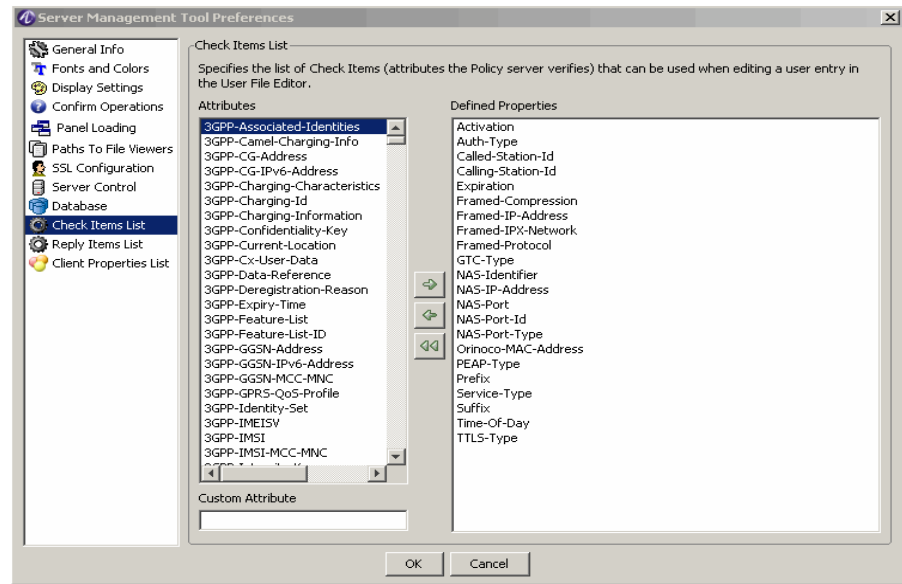 Server Management Tool Preferences
General Info
Fonts and Colors
Display Settings
Confirm Operations
Panel Loading
Paths To File Viewers
SSL Configuration
Server Control
Database
Check Items List
Reply Items List
Client Properties List
Check Items List
Specifies the list of Check Items (attributes the Policy server verifies) that can be used when editing a user entry in
the User File Editor.
Attributes
3GPP-Associated-Identities
3GPP-Camel-Charging-Info
3GPP-CG-Address
3GPP-CG-IPv6-Address
3GPP-Charging-Characteristics
3GPP-Charging-Id
3GPP-Charging-Information
3GPP-Confidentiality-Key
3GPP-Current-Location
3GPP-Cx-User-Data
3GPP-Data-Reference
3GPP-Deregistration-Reason
3GPP-Expiry-Time
3GPP-Feature-List
3GPP-Feature-List-ID
3GPP-GGSN-Address
3GPP-GGSN-IPv6-Address
3GPP-GGSN-MCC-MNC
3GPP-GPRS-QoS-Profile
3GPP-Identity-Set
3GPP-IMEISV
3GPP-IMSI
3GPP-IMSI-MCC-MNC
Custom Attribute
Defined Properties
Activation
Auth-Type
Called-Station-Id
Calling-Station-Id
Expiration
Framed-Compression
Framed-IP-Address
Framed-IPX-Network
Framed-Protocol
GTC-Type
NAS-Identifier
NAS-IP-Address
NAS-Port
NAS-Port-Id
NAS-Port-Type
Orinoco-MAC-Address
PEAP-Type
Prefix
Service-Type
Suffix
Time-Of-Day
TTLS-Type
OK
Cancel